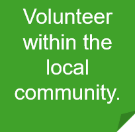 Volunteer
within the
local
community.